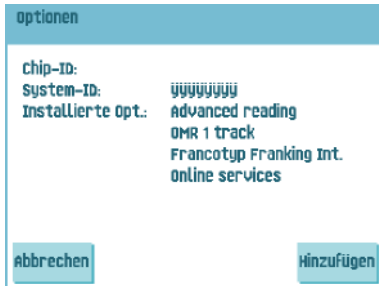 Optionen
Chip-ID:
System-ID: ÿÿÿÿÿÿÿÿ
Installierte Opt.: Advanced reading
OMR 1 track
Francotyp Franking Int.
Online services
Abbrechen Hinzufügen